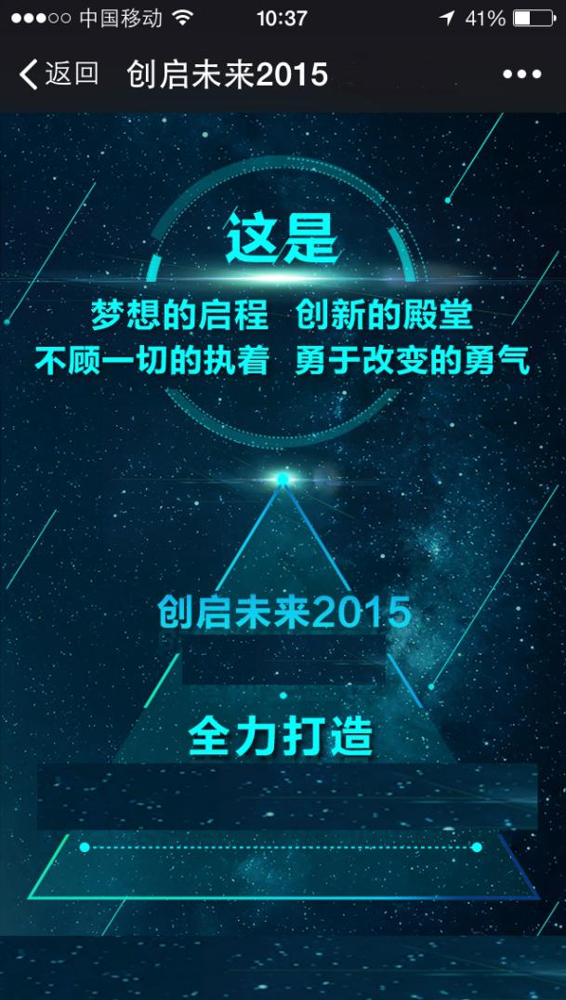 中国移动 10:37 41%
返回 创启未来2015
这是
梦想的启程 创新的殿堂
不顾一切的执着 勇于改变的勇气
创启未来2015
全力打造